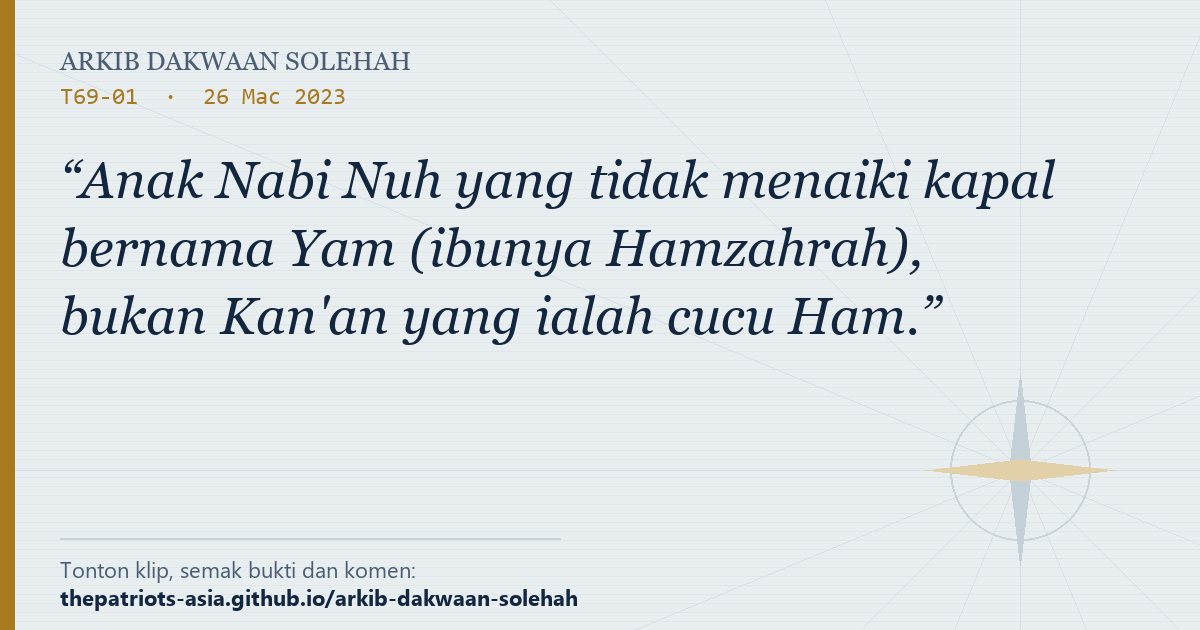 ARKIB DAKWAAN SOLEHAH
T69-01 · 26 Mac 2023
“Anak Nabi Nuh yang tidak menaiki kapal
bernama Yam (ibunya Hamzahrah),
bukan Kan'an yang ialah cucu Ham.”
Tonton klip, semak bukti dan komen:
thepatriots-asia.github.io/arkib-dakwaan-solehah